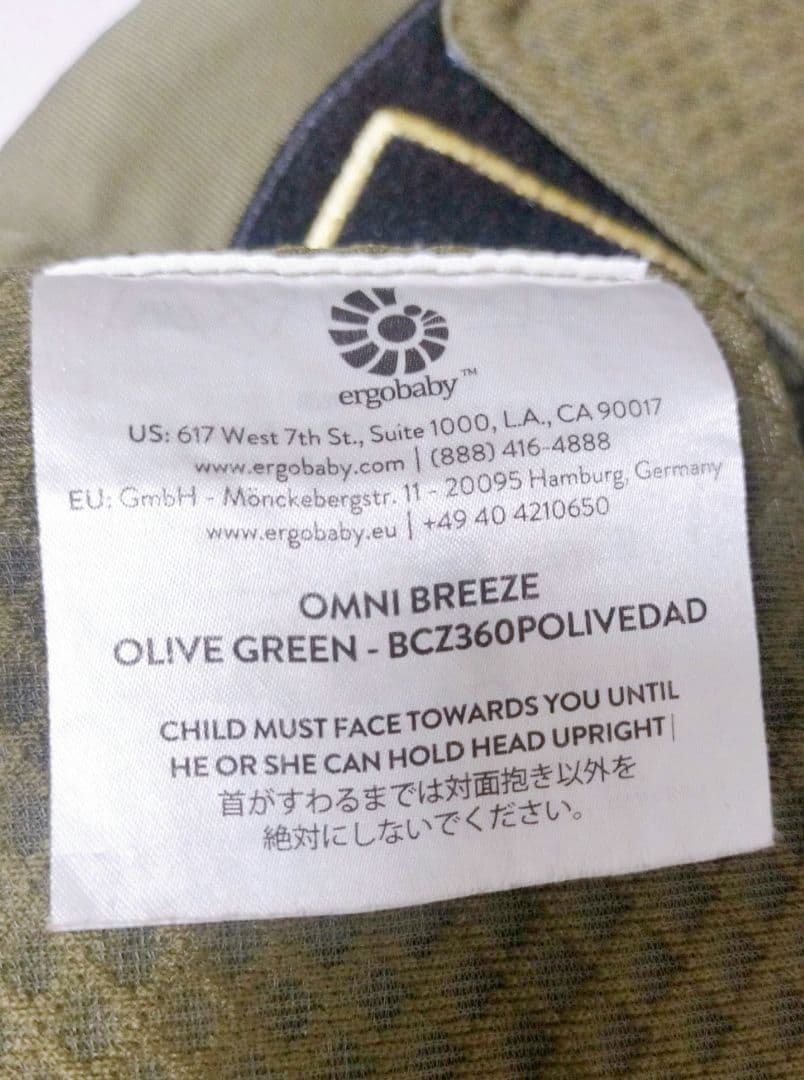 ergobaby™
US: 617 West 7th St., Suite 1000, L.A., CA 90017
www.ergobaby.com | (888) 416-4888
EU: GmbH - Mönckebergstr. 11 - 20095 Hamburg, Germany
www.ergobaby.eu | +49 40 4210650
OMNI BREEZE
OLIVE GREEN - BCZ360POLIVEDAD
CHILD MUST FACE TOWARDS YOU UNTIL
HE OR SHE CAN HOLD HEAD UPRIGHT |
首がすわるまでは対面抱き以外を
絶対にしないでください。